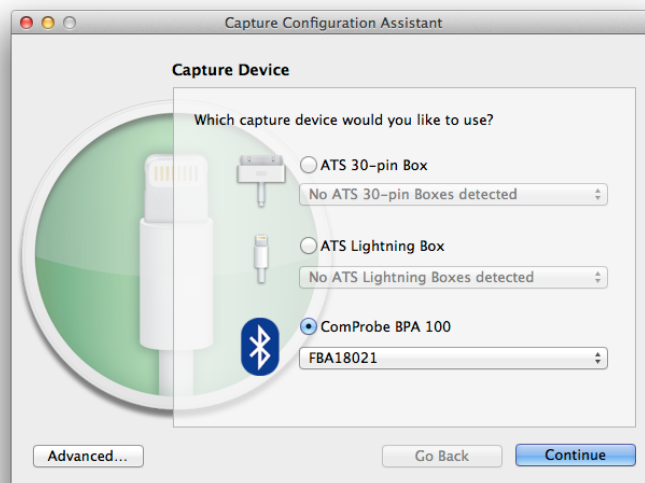 Capture Configuration Assistant
Capture Device
Which capture device would you like to use?
ATS 30-pin Box
No ATS 30-pin Boxes detected
ATS Lightning Box
No ATS Lightning Boxes detected
ComProbe BPA 100
FBA18021
Advanced... Go Back Continue